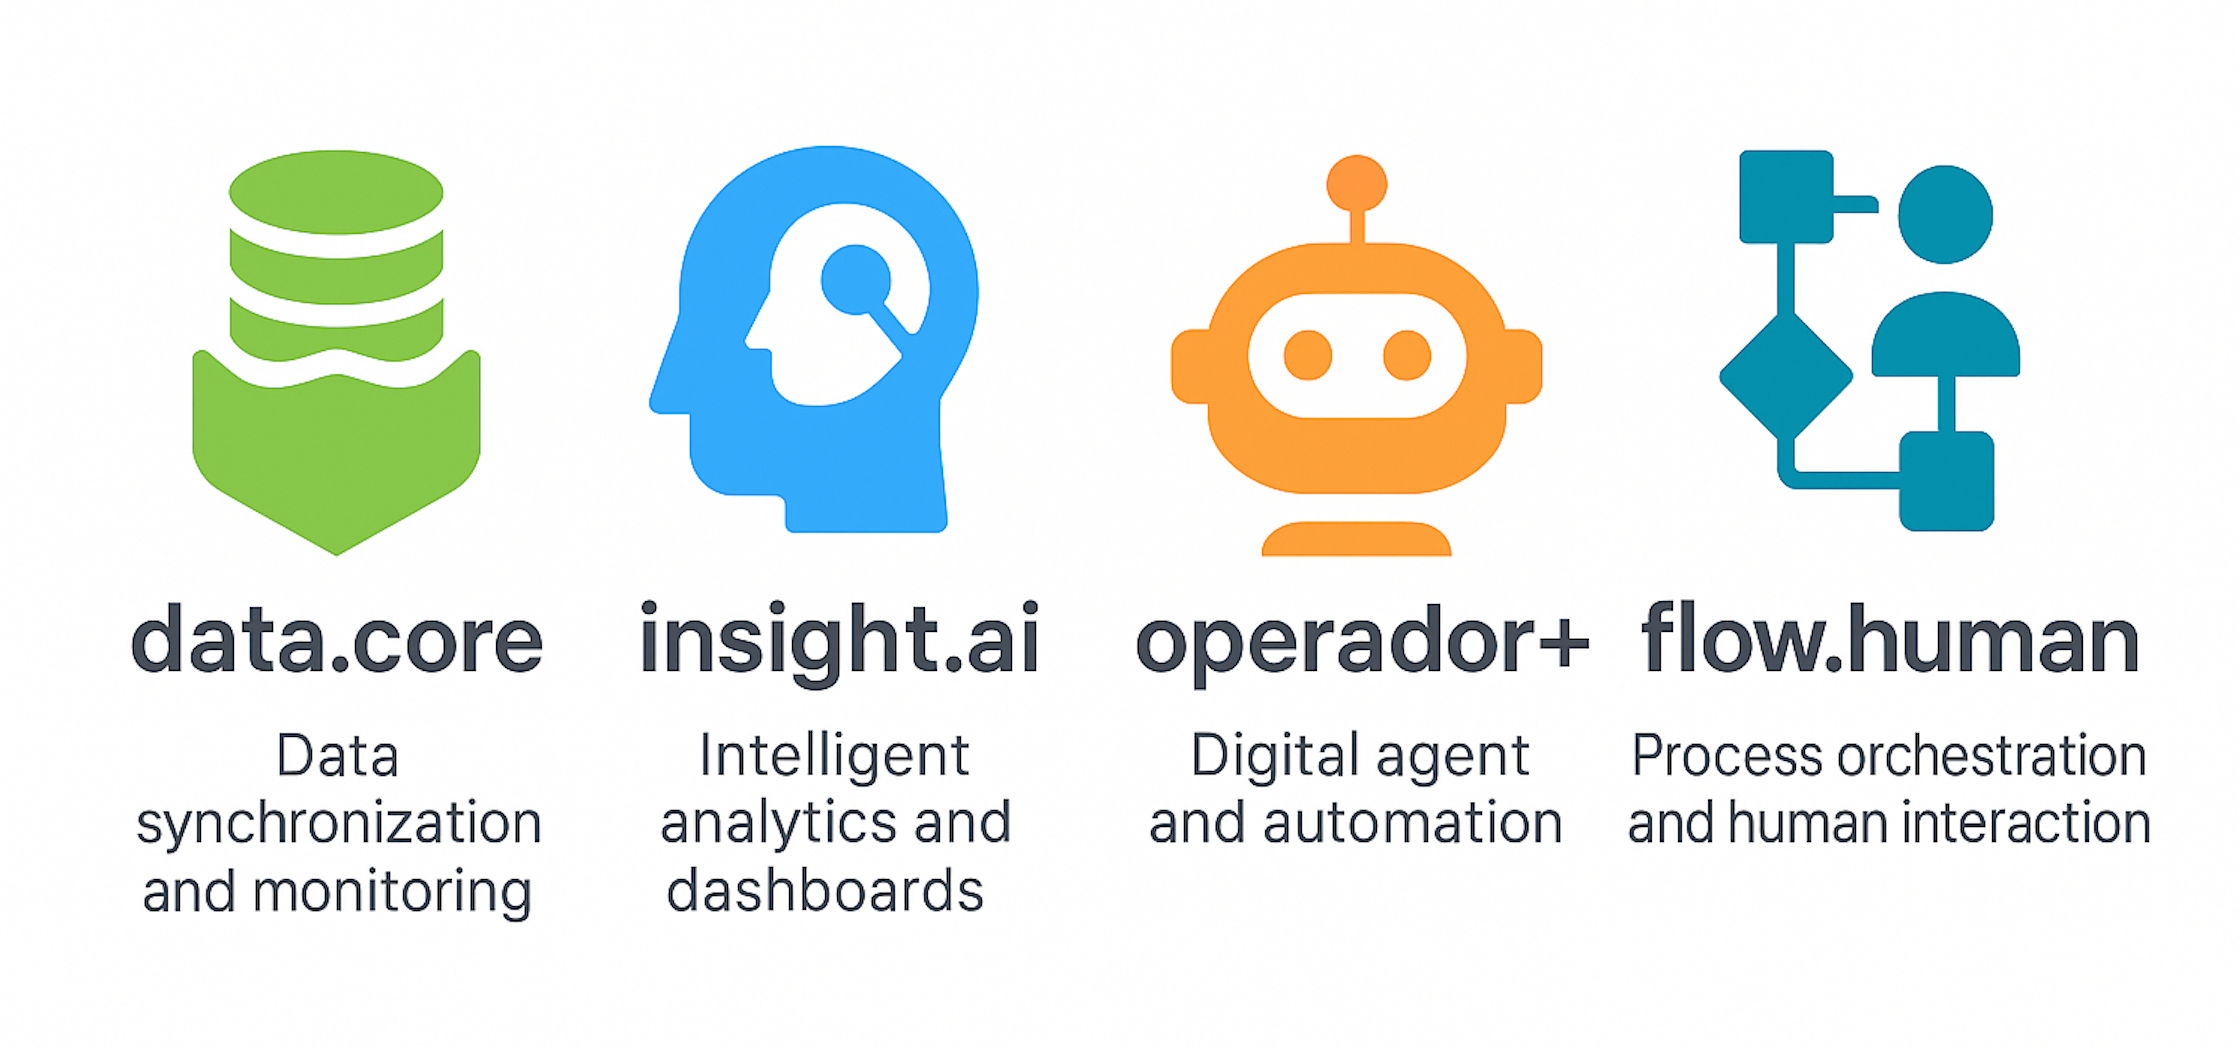 data.core
Data
synchronization
and monitoring
insight.ai
Intelligent
analytics and
dashboards
operador+
Digital agent
and automation
flow.human
Process orchestration
and human interaction